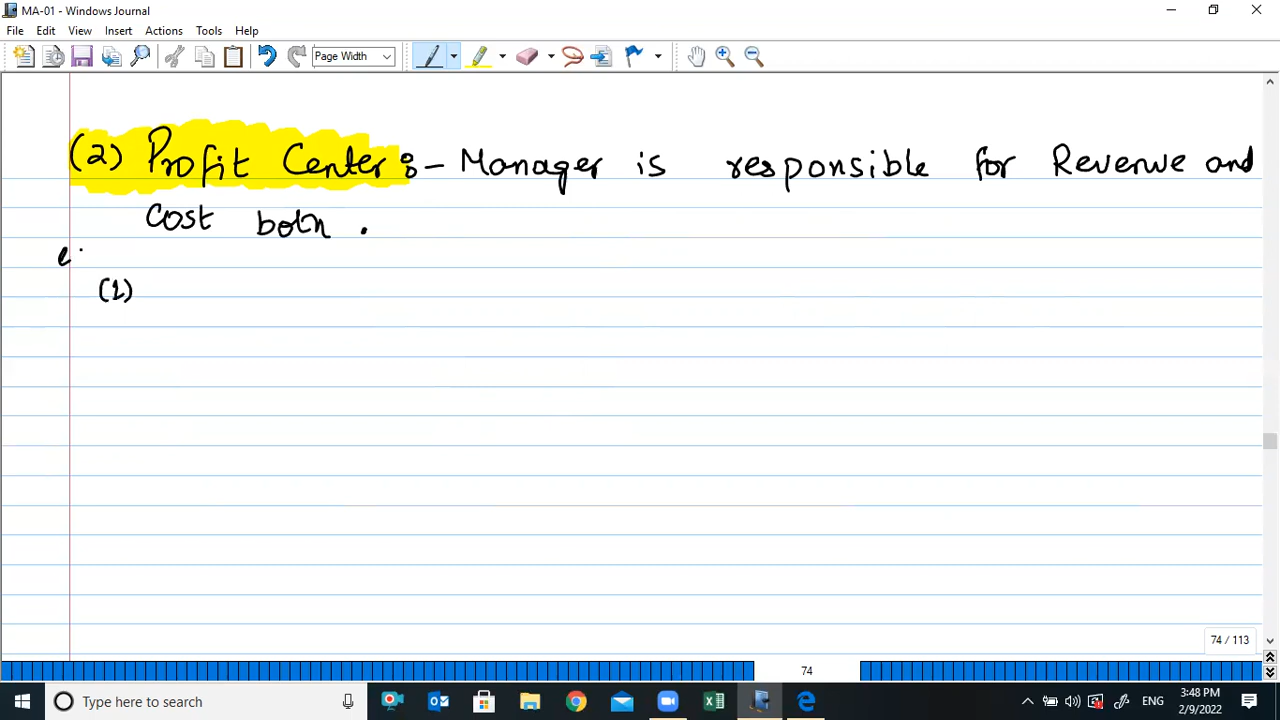 MA-01 - Windows Journal
File Edit View Insert Actions Tools Help
Page Width
(2) Profit Center :- Manager is responsible for Revenue and
Cost both .
(1)
74 / 113
74
Type here to search
ENG
3:48 PM
2/9/2022